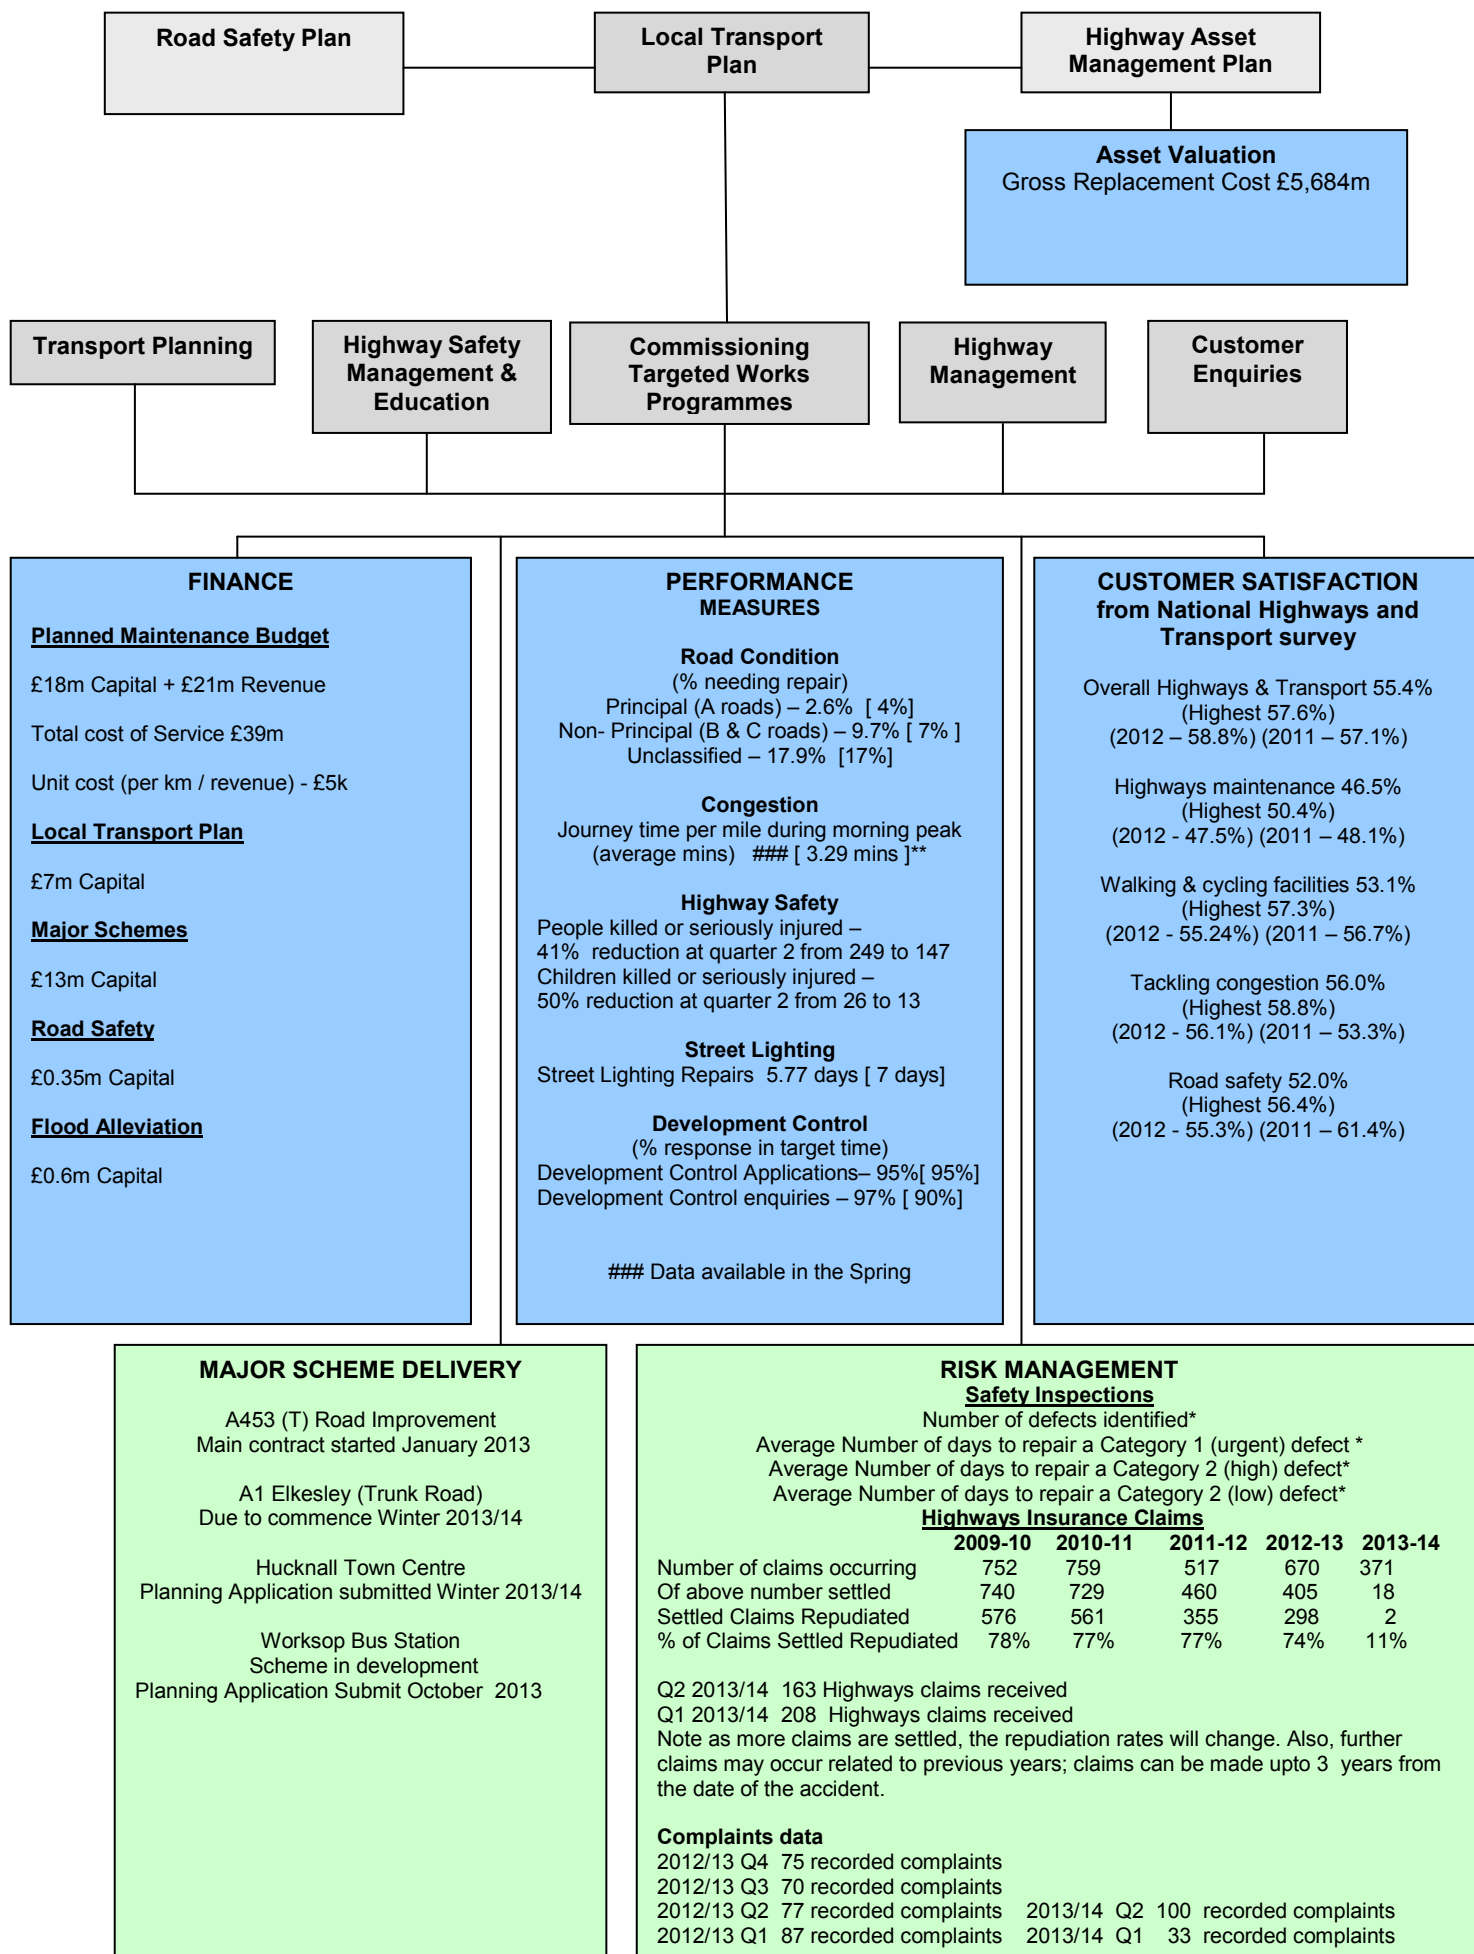 Road Safety Plan
Local Transport
Plan
Highway Asset
Management Plan
Asset Valuation
Gross Replacement Cost £5,684m
Transport Planning
Highway Safety
Management &
Education
Commissioning
Targeted Works
Programmes
Highway
Management
Customer
Enquiries
FINANCE
Planned Maintenance Budget
£18m Capital + £21m Revenue
Total cost of Service £39m
Unit cost (per km / revenue) - £5k
Local Transport Plan
£7m Capital
Major Schemes
£13m Capital
Road Safety
£0.35m Capital
Flood Alleviation
£0.6m Capital
PERFORMANCE
MEASURES
Road Condition
(% needing repair)
Principal (A roads) – 2.6%  [ 4%]
Non- Principal (B & C roads) – 9.7% [ 7% ]
Unclassified – 17.9%  [17%]
Congestion
Journey time per mile during morning peak
(average mins)   ### [ 3.29 mins ]**
Highway Safety
People killed or seriously injured –
41%  reduction at quarter 2 from 249 to 147
Children killed or seriously injured –
50% reduction at quarter 2 from 26 to 13
Street Lighting
Street Lighting Repairs  5.77 days [ 7 days]
Development Control
(% response in target time)
Development Control Applications– 95%[ 95%]
Development Control enquiries – 97% [ 90%]
### Data available in the Spring
CUSTOMER SATISFACTION
from National Highways and
Transport survey
Overall Highways & Transport 55.4%
(Highest 57.6%)
(2012 – 58.8%) (2011 – 57.1%)
Highways maintenance 46.5%
(Highest 50.4%)
(2012 - 47.5%) (2011 – 48.1%)
Walking & cycling facilities 53.1%
(Highest 57.3%)
(2012 - 55.24%) (2011 – 56.7%)
Tackling congestion 56.0%
(Highest 58.8%)
(2012 - 56.1%) (2011 – 53.3%)
Road safety 52.0%
(Highest 56.4%)
(2012 - 55.3%) (2011 – 61.4%)
MAJOR SCHEME DELIVERY
A453 (T) Road Improvement
Main contract started January 2013
A1 Elkesley (Trunk Road)
Due to commence Winter 2013/14
Hucknall Town Centre
Planning Application submitted Winter 2013/14
Worksop Bus Station
Scheme in development
Planning Application Submit October  2013
RISK MANAGEMENT
Safety Inspections
Number of defects identified*
Average Number of days to repair a Category 1 (urgent) defect *
Average Number of days to repair a Category 2 (high) defect*
Average Number of days to repair a Category 2 (low) defect*
Highways Insurance Claims
2009-10 2010-11 2011-12 2012-13 2013-14
Number of claims occurring 752 759 517 670 371
Of above number settled 740 729 460 405 18
Settled Claims Repudiated 576 561 355 298 2
% of Claims Settled Repudiated 78% 77% 77% 74% 11%
Q2 2013/14  163 Highways claims received
Q1 2013/14  208  Highways claims received
Note as more claims are settled, the repudiation rates will change. Also, further
claims may occur related to previous years; claims can be made upto 3  years from
the date of the accident.
Complaints data
2012/13 Q4  75 recorded complaints
2012/13 Q3  70 recorded complaints
2012/13 Q2  77 recorded complaints   2013/14  Q2  100  recorded complaints
2012/13 Q1  87 recorded complaints   2013/14  Q1   33  recorded complaints